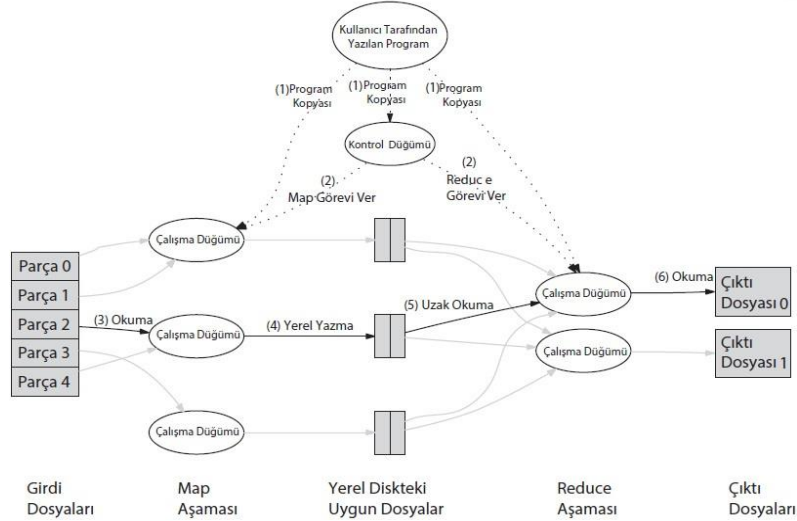 Kullanıcı Tarafından
Yazılan Program
(1)Program
Kopyası
(1)Program
Kopyası
(1)Program
Kopyası
Kontrol Düğümü
(2)
Map Görevi Ver
(2)
Reduc e
Görevi Ver
Çalışma Düğümü
Parça 0
Parça 1
Parça 2
Parça 3
Parça 4
(3) Okuma
Çalışma Düğümü
(4) Yerel Yazma
(5) Uzak Okuma
Çalışma Düğümü
(6) Okuma
Çıktı
Dosyası 0
Çalışma Düğümü
Çıktı
Dosyası 1
Çalışma Düğümü
Girdi
Dosyaları
Map
Aşaması
Yerel Diskteki
Uygun Dosyalar
Reduce
Aşaması
Çıktı
Dosyaları